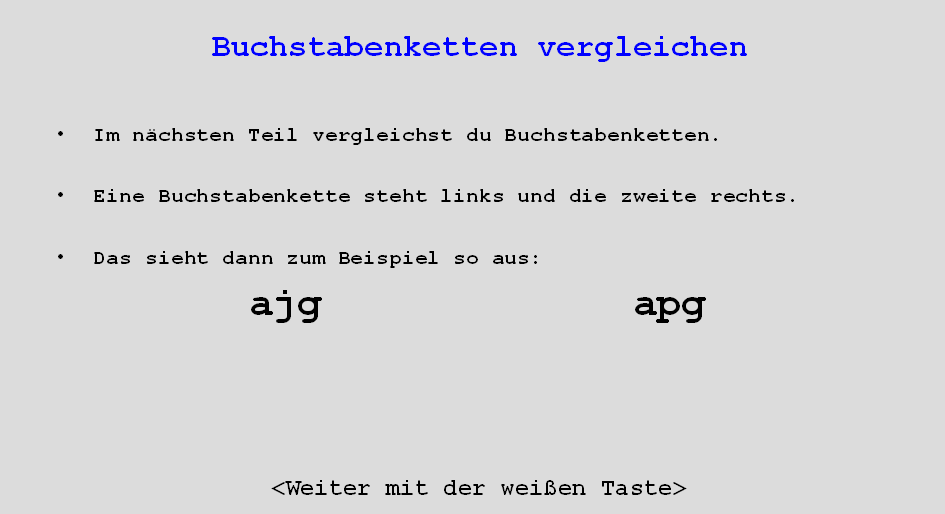 Buchstabenketten vergleichen
• Im nächsten Teil vergleichst du Buchstabenketten.
• Eine Buchstabenkette steht links und die zweite rechts.
• Das sieht dann zum Beispiel so aus:
ajg apg
<Weiter mit der weißen Taste>